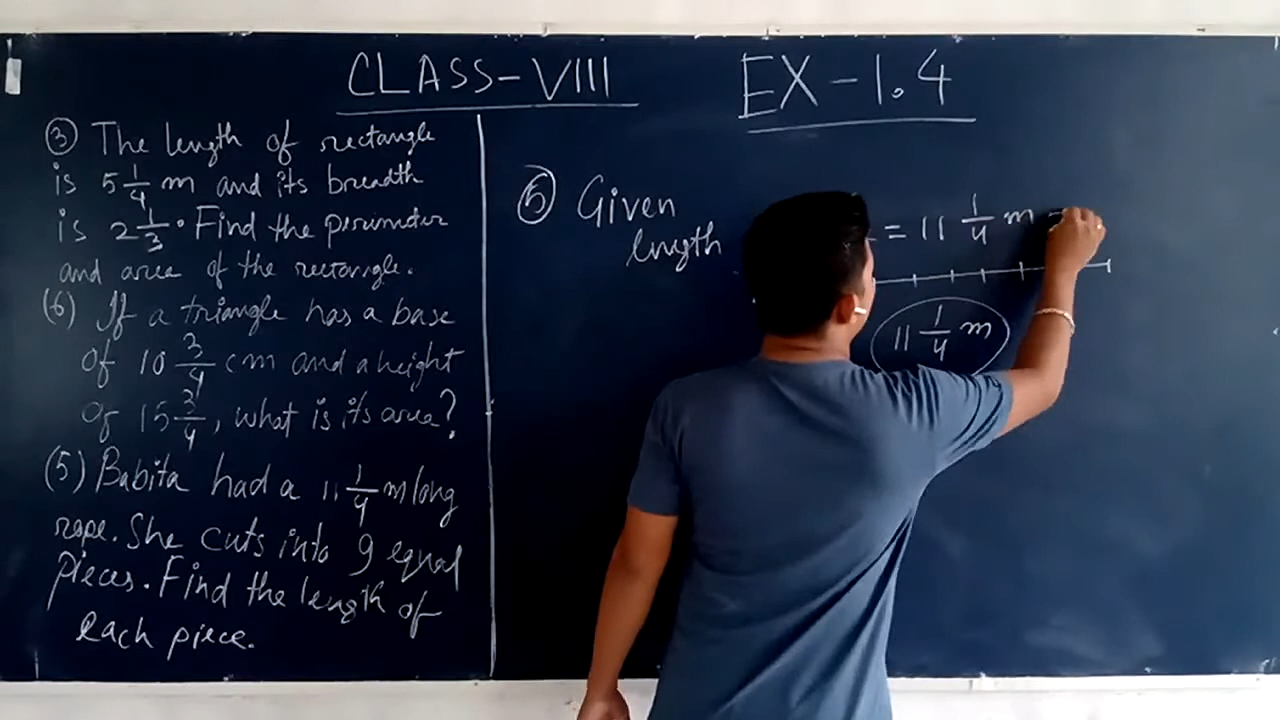 CLASS-VIII
EX-1.4
③ The length of rectangle
is 5 1/4 m and its breadth
is 2 1/3. Find the perimeter
and area of the rectangle.
(6) If a triangle has a base
of 10 3/4 cm and a height
of 15 3/4, what is its area?
(5) Babita had a 11 1/4 m long
rope. She cuts into 9 equal
pieces. Find the length of
each piece.
⑤ Given
length = 11 1/4 m =
11 1/4 m